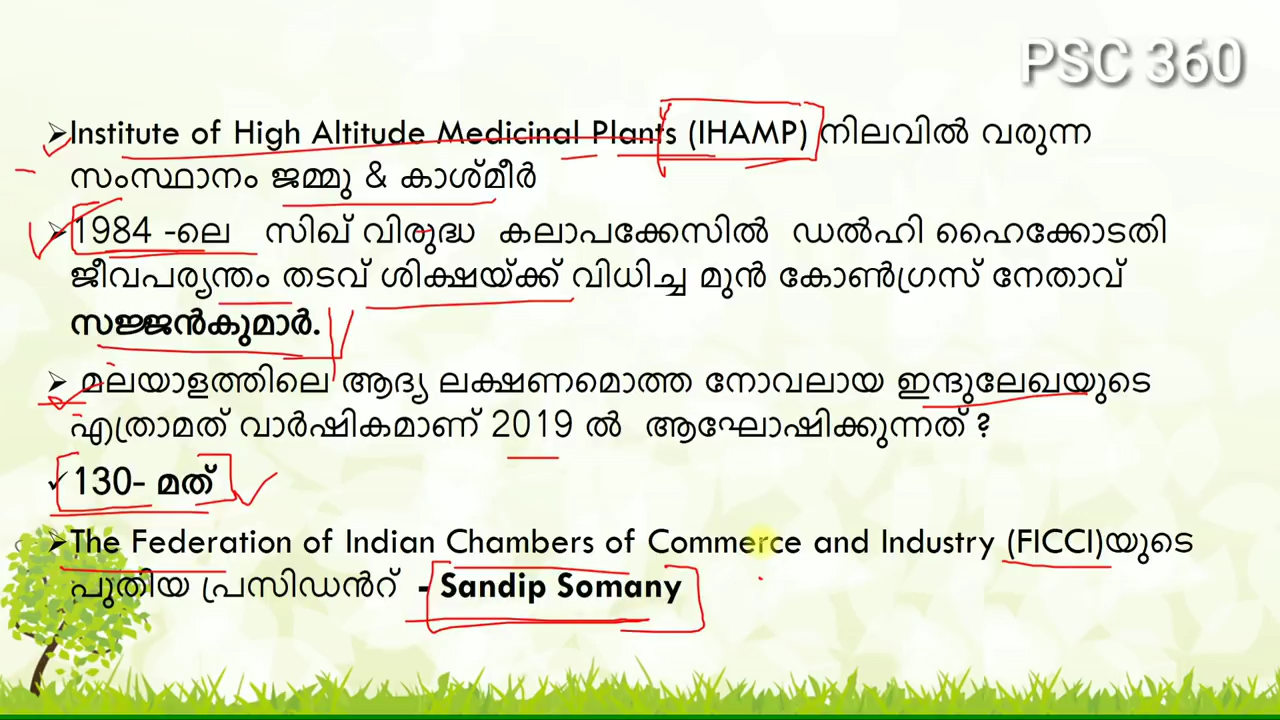 PSC 360
Institute of High Altitude Medicinal Plants (IHAMP) നിലവിൽ വരുന്ന
സംസ്ഥാനം ജമ്മു & കാശ്മീർ
1984 -ലെ സിഖ് വിരുദ്ധ കലാപക്കേസിൽ ഡൽഹി ഹൈക്കോടതി
ജീവപര്യന്തം തടവ് ശിക്ഷയ്ക്ക് വിധിച്ച മുൻ കോൺഗ്രസ് നേതാവ്
സജ്ജൻകുമാർ.
മലയാളത്തിലെ ആദ്യ ലക്ഷണമൊത്ത നോവലായ ഇന്ദുലേഖയുടെ
എത്രാമത് വാർഷികമാണ് 2019 ൽ ആഘോഷിക്കുന്നത് ?
130- മത്
The Federation of Indian Chambers of Commerce and Industry (FICCI)യുടെ
പുതിയ പ്രസിഡൻറ് - Sandip Somany